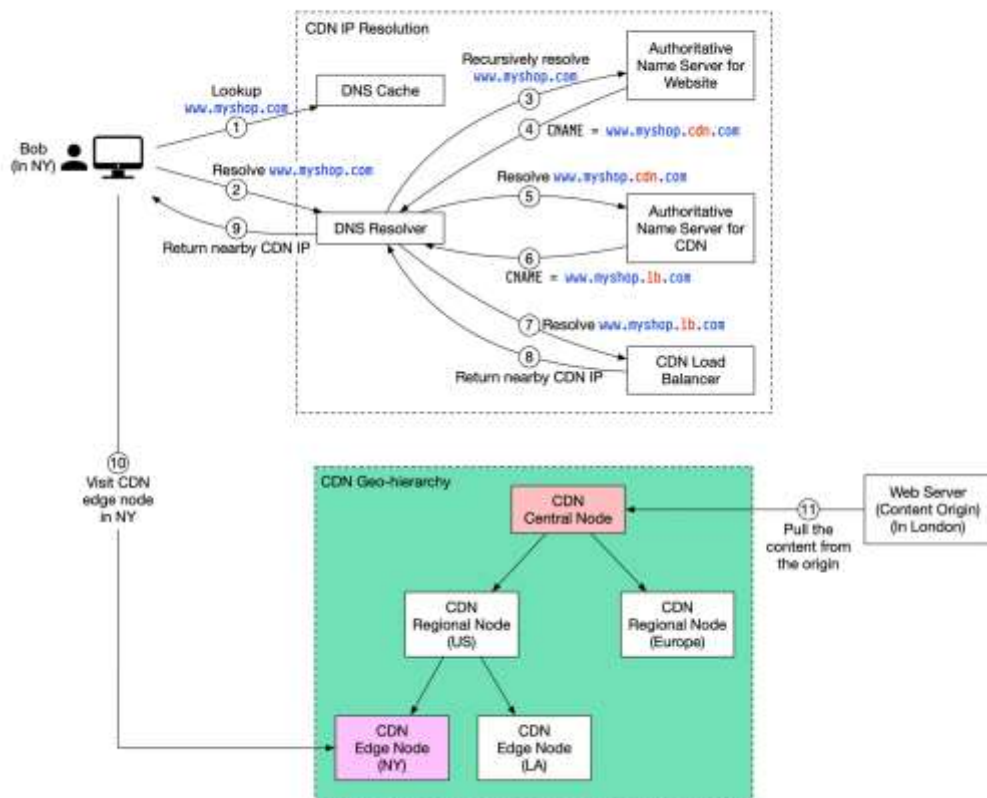 CDN IP Resolution
Lookup
www.myshop.com
1
DNS Cache
Recursively resolve
www.myshop.com
3
Authoritative
Name Server for
Website
4
CNAME = www.myshop.cdn.com
Bob
(In NY)
Resolve www.myshop.com
2
Resolve www.myshop.cdn.com
5
9
DNS Resolver
Return nearby CDN IP
Authoritative
Name Server for
CDN
6
CNAME = www.myshop.lb.com
7
Resolve www.myshop.lb.com
8
Return nearby CDN IP
CDN Load
Balancer
10
Visit CDN
edge node
in NY
CDN Geo-hierarchy
CDN
Central Node
11
Pull the
content from
the origin
Web Server
(Content Origin)
(In London)
CDN
Regional Node
(US)
CDN
Regional Node
(Europe)
CDN
Edge Node
(NY)
CDN
Edge Node
(LA)